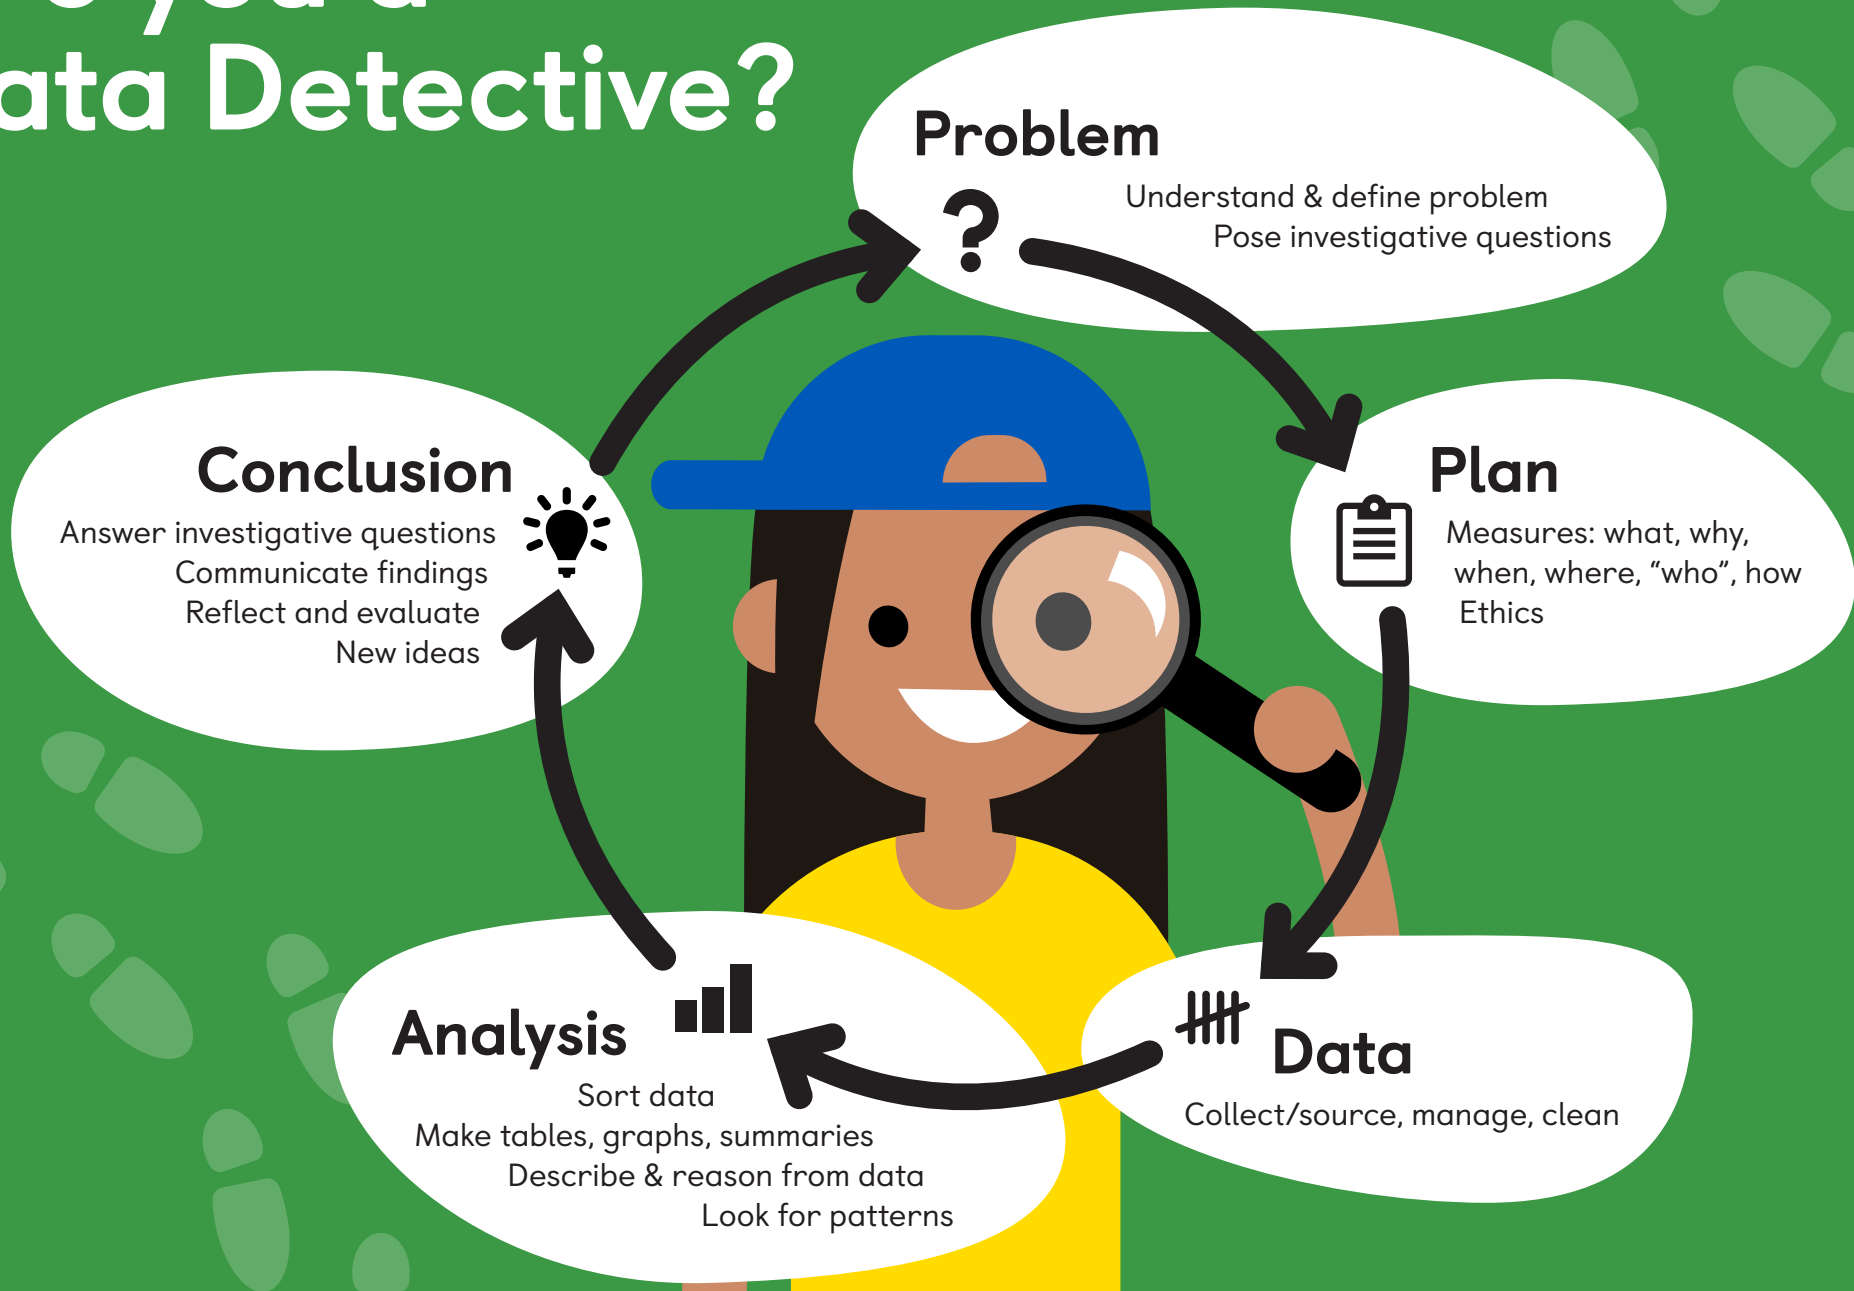 you a
ata Detective?
Problem
Understand & define problem
Pose investigative questions
Plan
Measures: what, why,
when, where, “who”, how
Ethics
Data
Collect/source, manage, clean
Analysis
Sort data
Make tables, graphs, summaries
Describe & reason from data
Look for patterns
Conclusion
Answer investigative questions
Communicate findings
Reflect and evaluate
New ideas